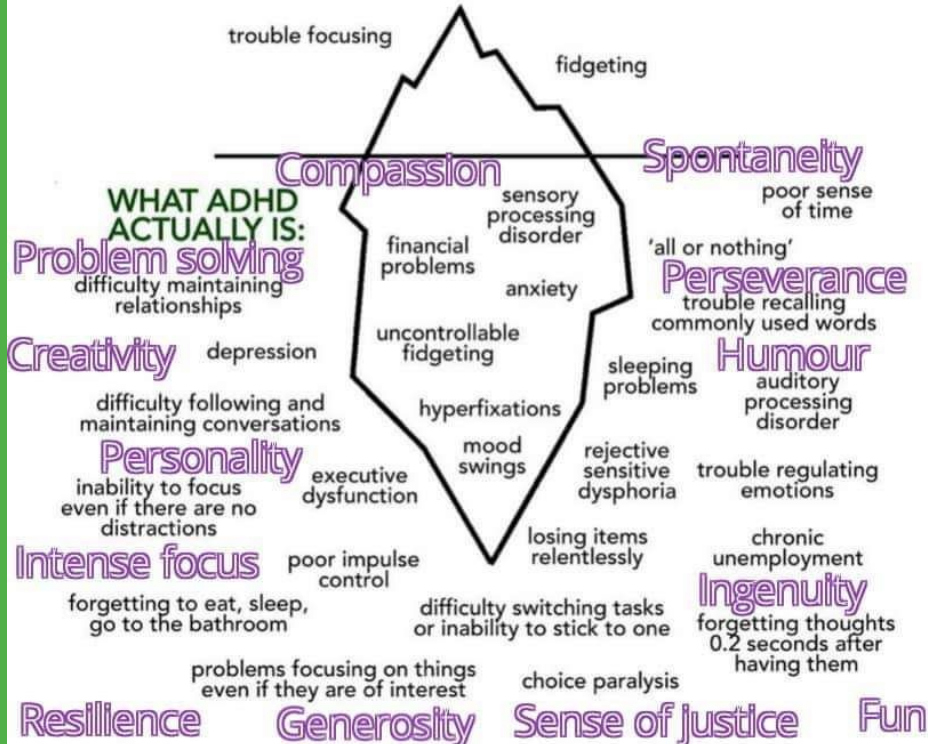 trouble focusing
fidgeting
Compassion
Spontaneity
WHAT ADHD
ACTUALLY IS:
sensory
processing
disorder
poor sense
of time
financial
problems
'all or nothing'
Problem solving
difficulty maintaining
relationships
anxiety
Perseverance
trouble recalling
commonly used words
uncontrollable
fidgeting
Creativity
depression
sleeping
problems
Humour
auditory
processing
disorder
difficulty following and
maintaining conversations
hyperfixations
mood
swings
Personality
inability to focus
even if there are no
distractions
executive
dysfunction
rejective
sensitive
dysphoria
trouble regulating
emotions
losing items
relentlessly
chronic
unemployment
Intense focus
poor impulse
control
Ingenuity
forgetting to eat, sleep,
go to the bathroom
difficulty switching tasks
or inability to stick to one
forgetting thoughts
0.2 seconds after
having them
problems focusing on things
even if they are of interest
choice paralysis
Resilience
Generosity
Sense of justice
Fun